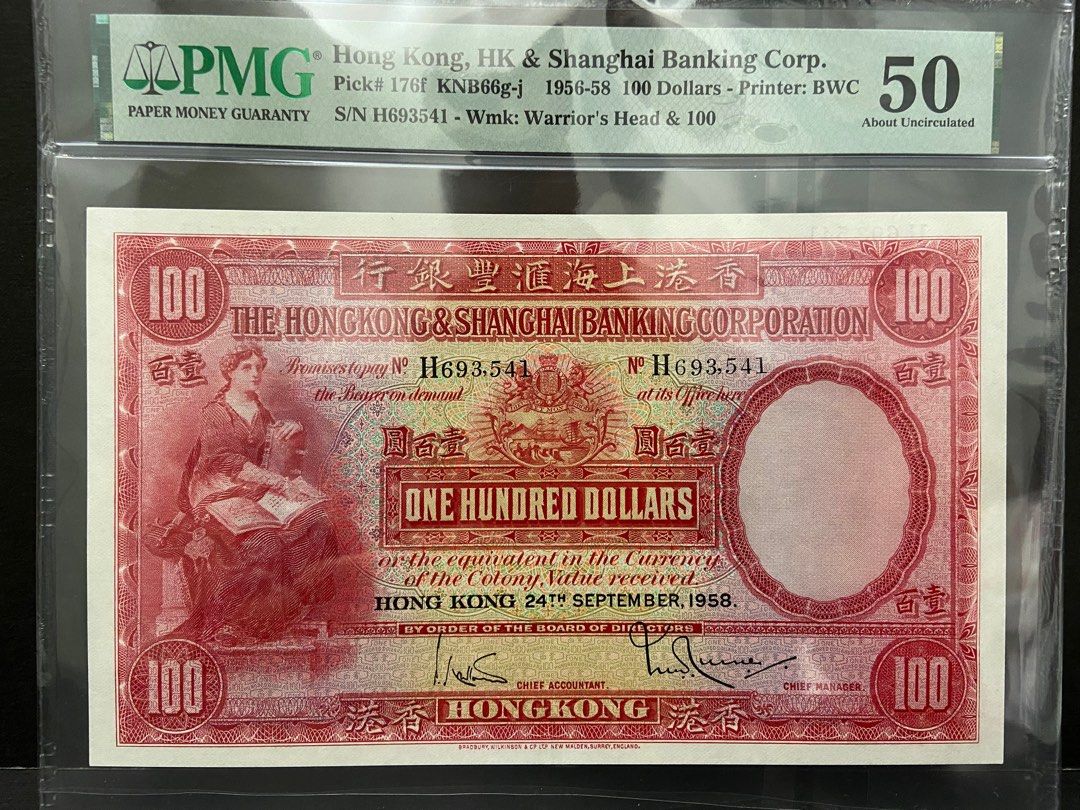 PMG®
PAPER MONEY GUARANTY
Hong Kong, HK & Shanghai Banking Corp.
Pick# 176f KNB66g-j 1956-58 100 Dollars - Printer: BWC
S/N H693541 - Wmk: Warrior's Head & 100
50
About Uncirculated
100
行銀豐滙海上港香
100
THE HONGKONG & SHANGHAI BANKING CORPORATION
百壹
Promises to pay Nº H693,541
Nº H693,541
百壹
the Bearer on demand
at its Office here
圓百壹
圓百壹
ONE HUNDRED DOLLARS
or the equivalent in the Currency
of the Colony, Value received.
HONG KONG 24TH SEPTEMBER, 1958.
百壹
BY ORDER OF THE BOARD OF DIRECTORS
100
CHIEF ACCOUNTANT.
CHIEF MANAGER.
100
港香
HONGKONG
港香
BRADBURY, WILKINSON & Cº Lᵀᴰ NEW MALDEN, SURREY, ENGLAND.